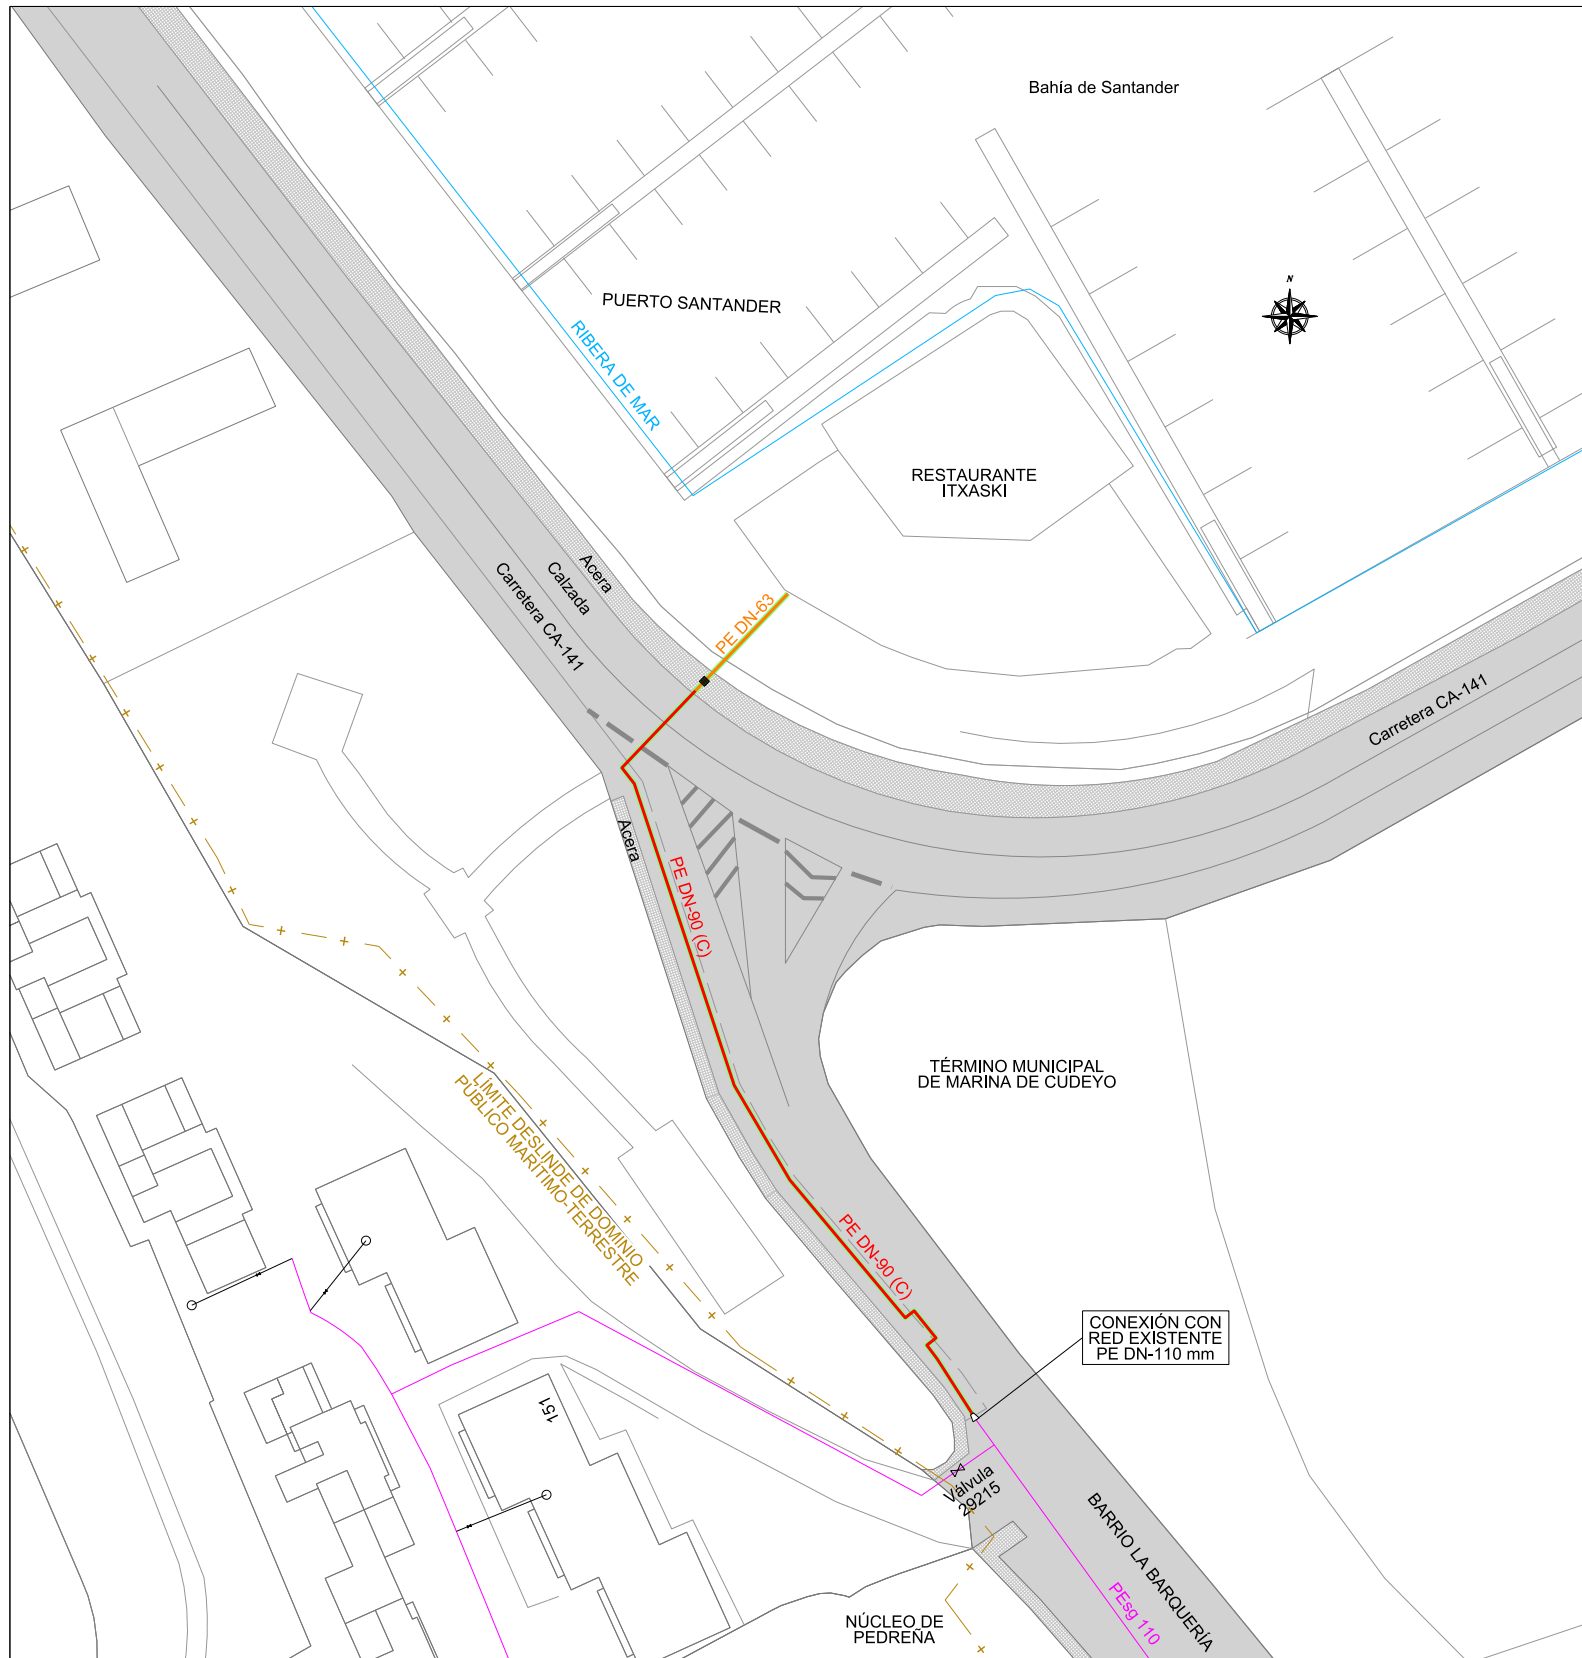 Bahía de Santander
N
PUERTO SANTANDER
RIBERA DE MAR
RESTAURANTE
ITXASKI
Acera
Calzada
Carretera CA-141
PE DN-63
Carretera CA-141
Acera
PE DN-90 (C)
TÉRMINO MUNICIPAL
DE MARINA DE CUDEYO
LÍMITE DESLINDE DE DOMINIO
PÚBLICO MARÍTIMO-TERRESTRE
PE DN-90 (C)
CONEXIÓN CON
RED EXISTENTE
PE DN-110 mm
151
Válvula
29215
BARRIO LA BARQUERÍA
PEsg 110
NÚCLEO DE
PEDREÑA